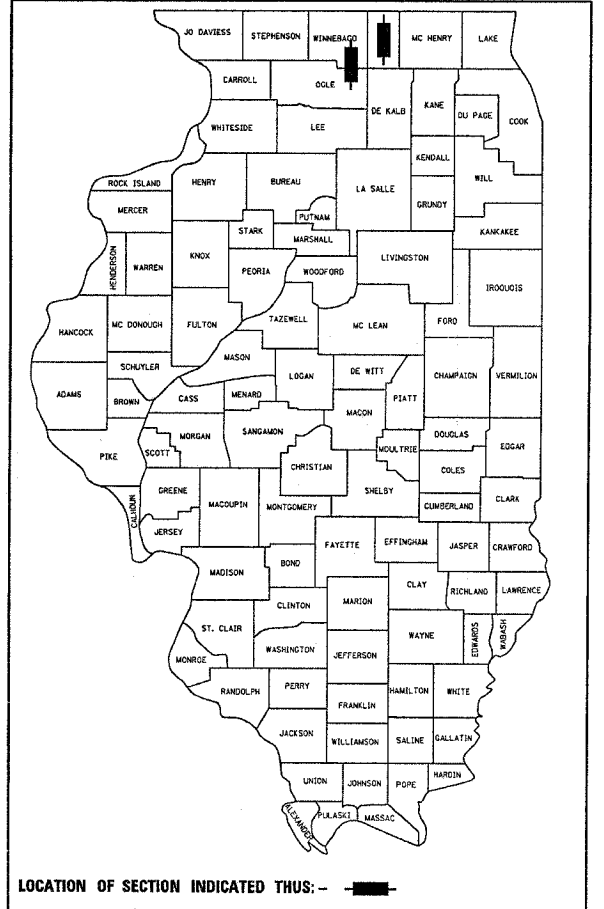 JO DAVIESS
STEPHENSON
WINNEBAGO
MC HENRY
LAKE
CARROLL
OGLE
DE KALB
KANE
DU PAGE
COOK
WHITESIDE
LEE
KENDALL
WILL
ROCK ISLAND
HENRY
BUREAU
LA SALLE
GRUNDY
MERCER
PUTNAM
KANKAKEE
STARK
MARSHALL
LIVINGSTON
HENDERSON
WARREN
KNOX
PEORIA
WOODFORD
IROQUOIS
TAZEWELL
MC LEAN
FORD
HANCOCK
MC DONOUGH
FULTON
MASON
SCHUYLER
LOGAN
DE WITT
CHAMPAIGN
VERMILION
ADAMS
BROWN
CASS
MENARD
MACON
PIATT
MORGAN
SANGAMON
DOUGLAS
EDGAR
PIKE
SCOTT
CHRISTIAN
MOULTRIE
COLES
SHELBY
GREENE
MACOUPIN
MONTGOMERY
CUMBERLAND
CLARK
CALHOUN
JERSEY
FAYETTE
EFFINGHAM
JASPER
CRAWFORD
MADISON
BOND
CLAY
RICHLAND
LAWRENCE
CLINTON
MARION
ST. CLAIR
WAYNE
EDWARDS
WABASH
WASHINGTON
JEFFERSON
MONROE
RANDOLPH
PERRY
HAMILTON
WHITE
FRANKLIN
JACKSON
WILLIAMSON
SALINE
GALLATIN
UNION
JOHNSON
POPE
HARDIN
ALEXANDER
PULASKI
MASSAC
LOCATION OF SECTION INDICATED THUS: -